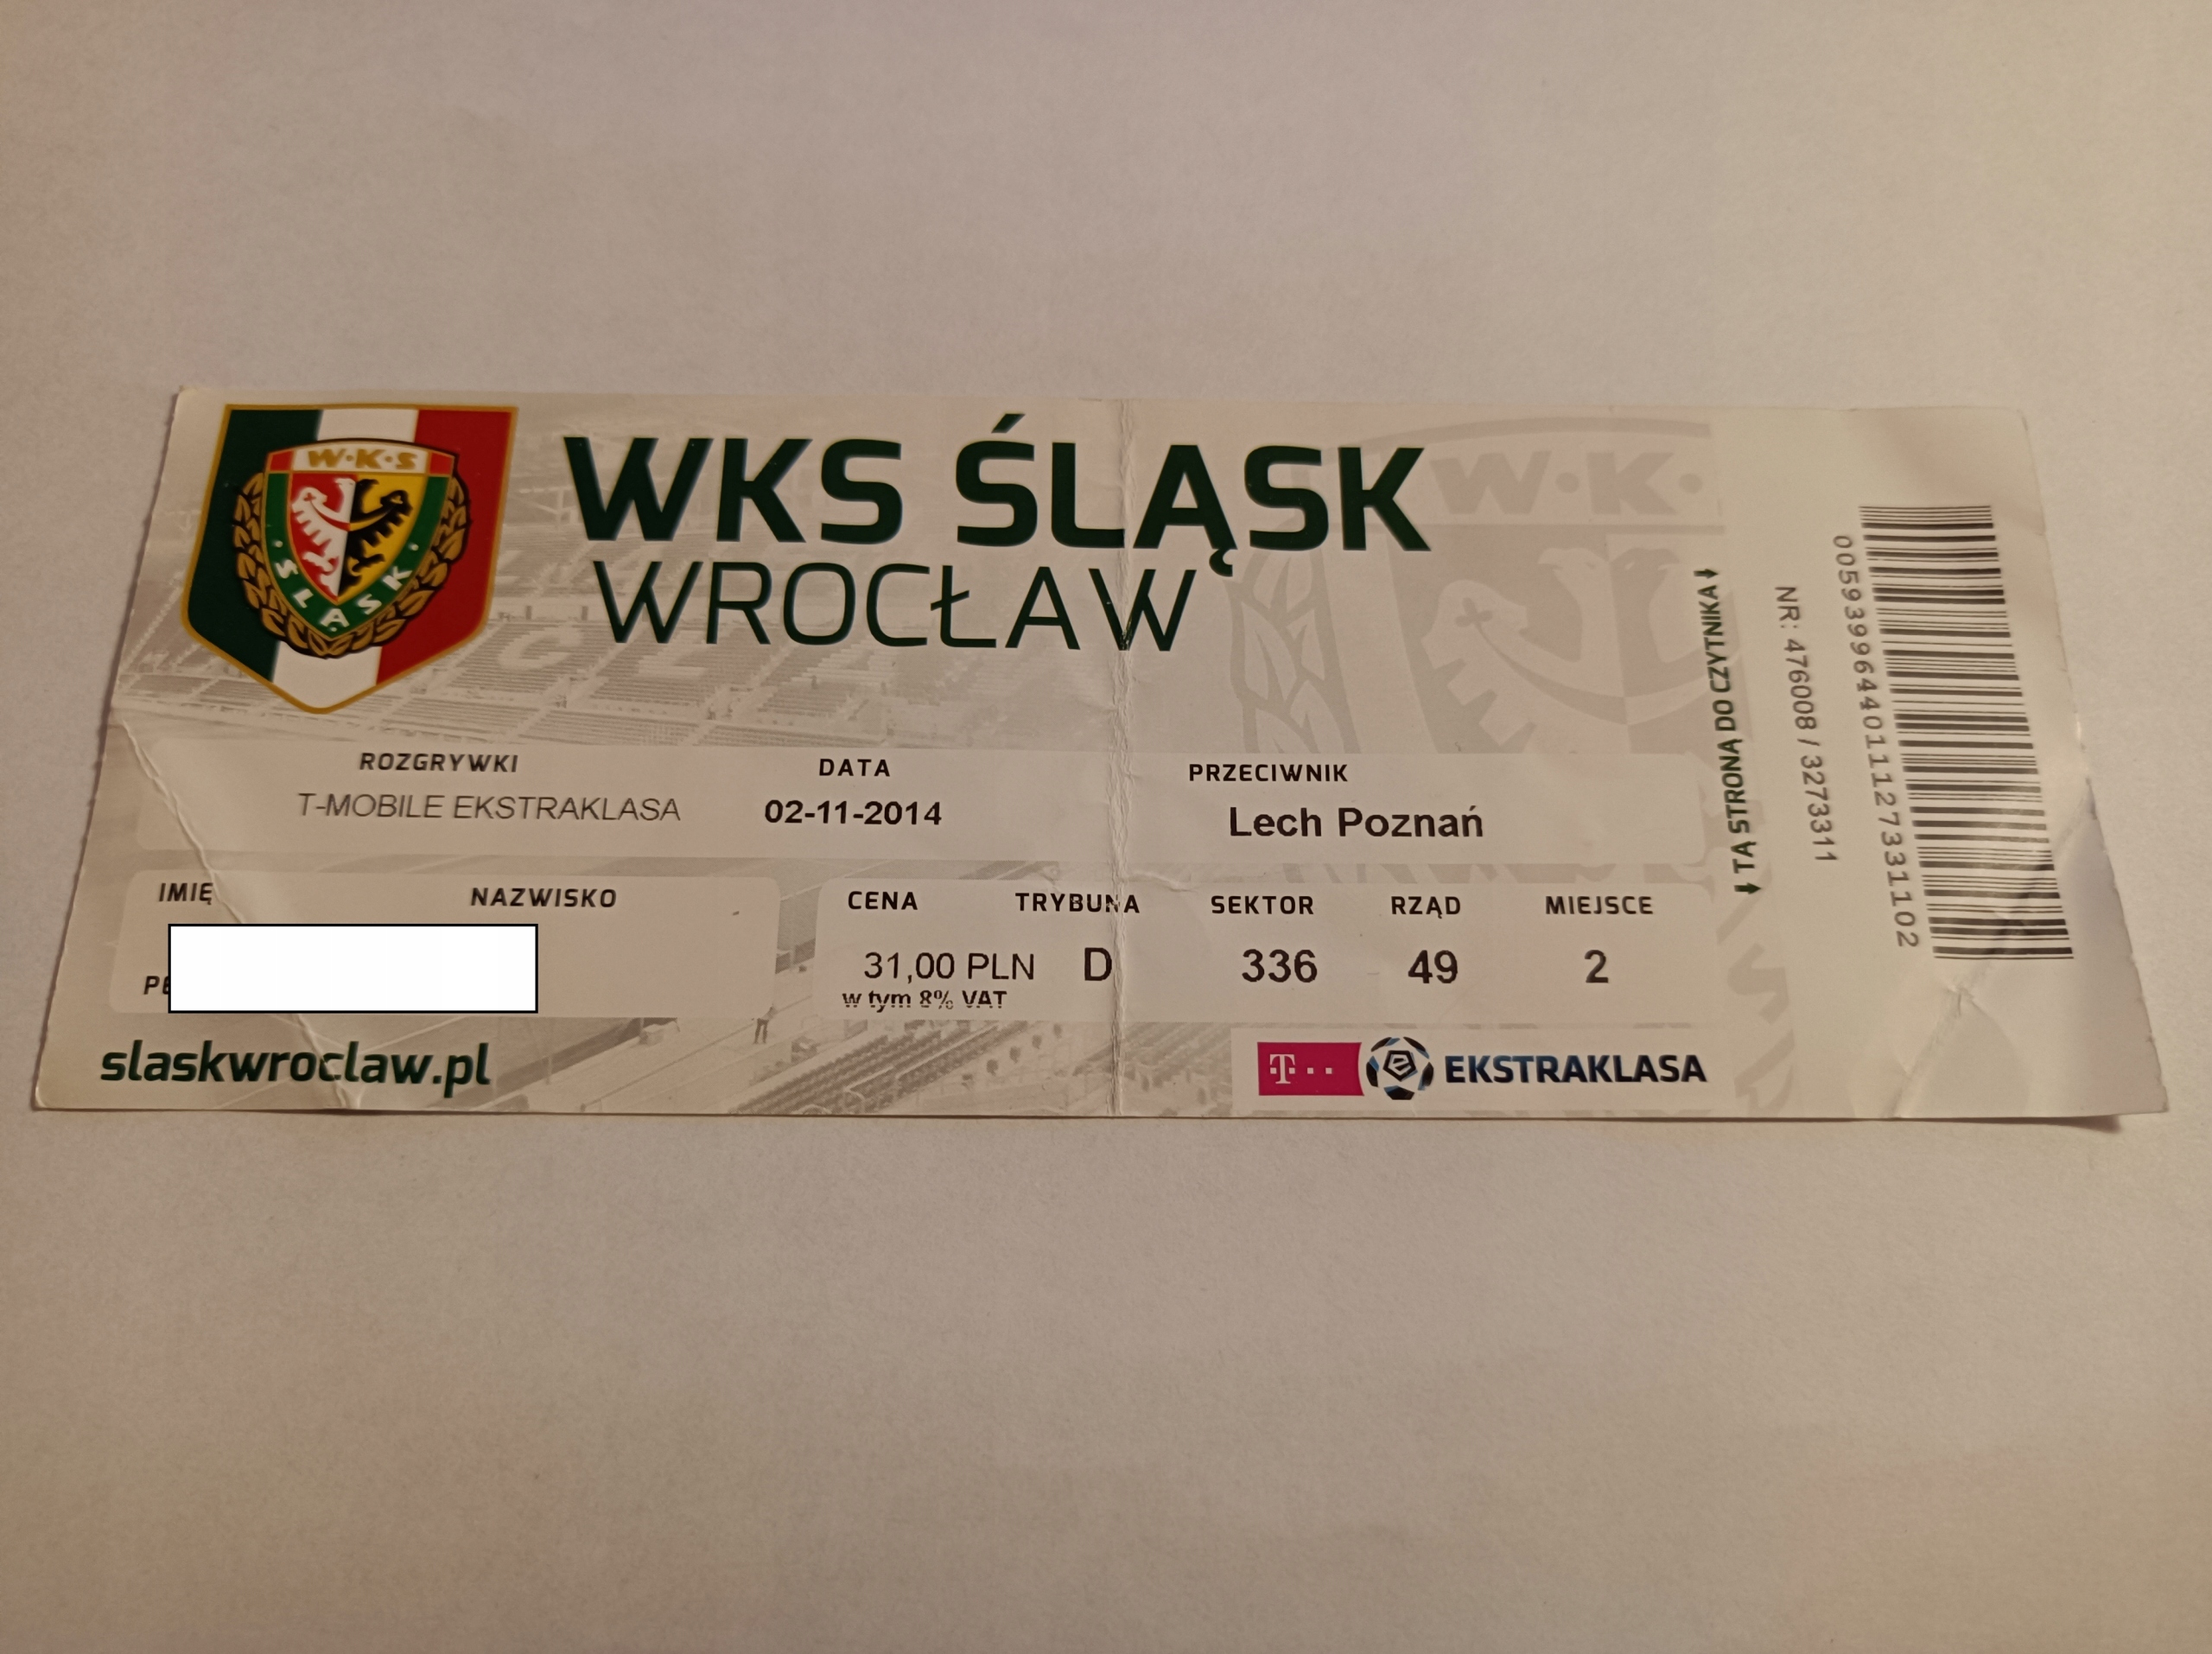 W·K·S
ŚLĄSK
WKS ŚLĄSK
WROCŁAW
W·K·
ROZGRYWKI DATA PRZECIWNIK
T-MOBILE EKSTRAKLASA 02-11-2014 Lech Poznań
IMIĘ NAZWISKO CENA TRYBUNA SEKTOR RZĄD MIEJSCE
31,00 PLN D 336 49 2
w tym 8% VAT
slaskwroclaw.pl
T·· EKSTRAKLASA
TA STRONĄ DO CZYTNIKA
NR: 476008 / 3273311
0059399644011127331102